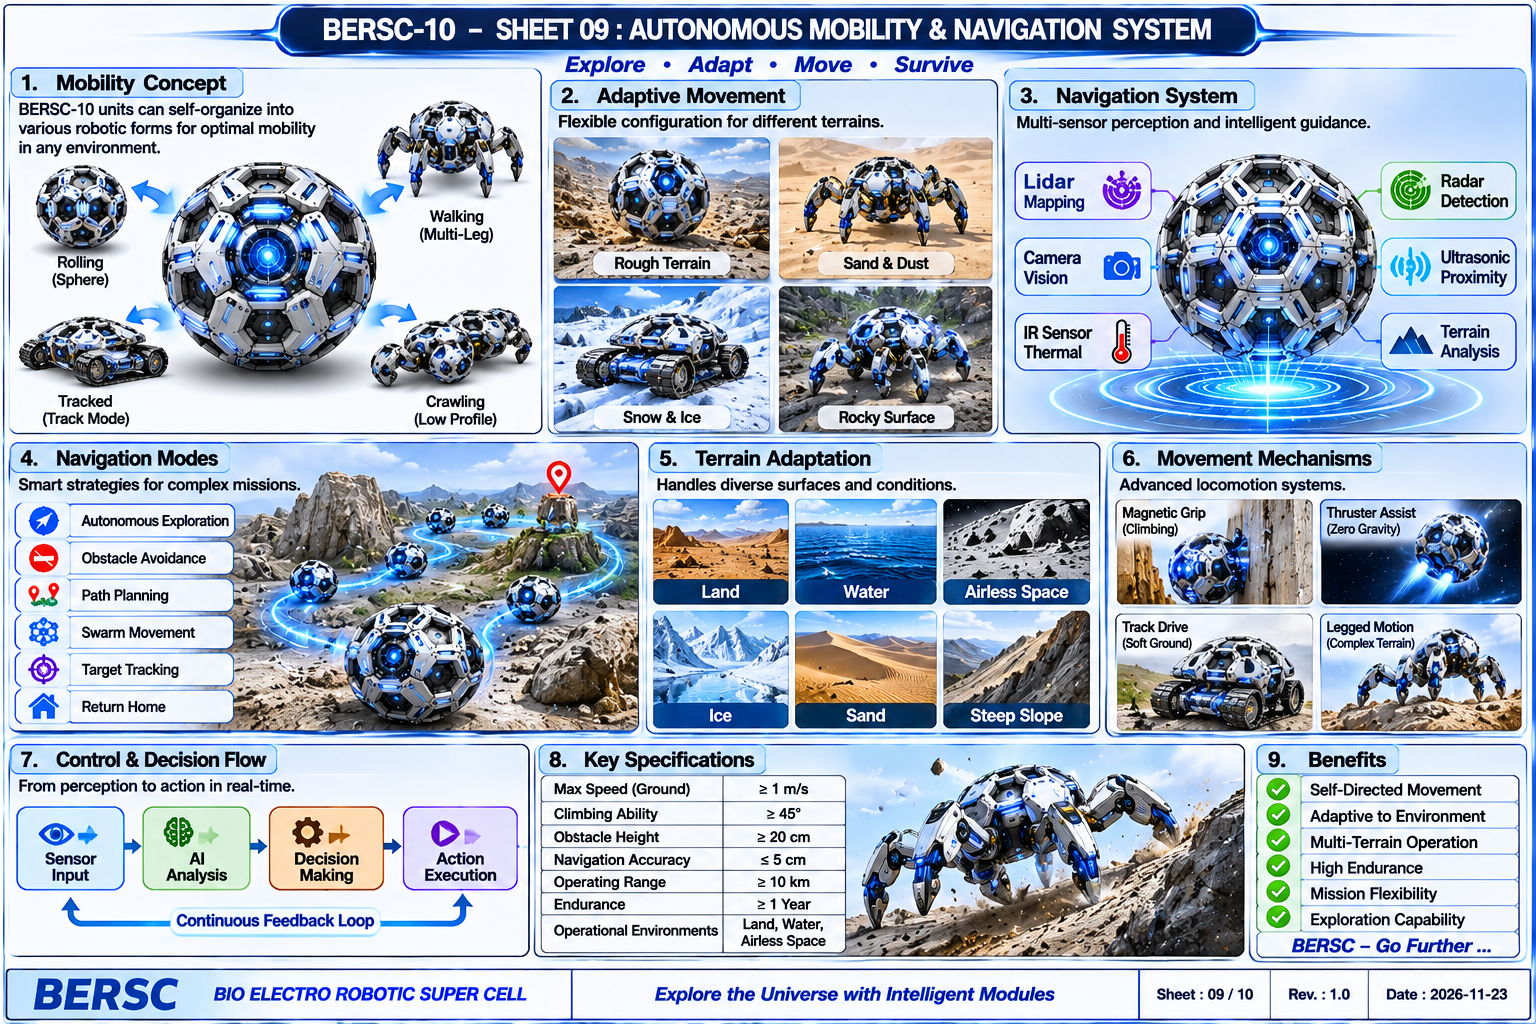 BERSC-10 – SHEET 09 : AUTONOMOUS MOBILITY & NAVIGATION SYSTEM
Explore • Adapt • Move • Survive
1. Mobility Concept
BERSC-10 units can self-organize into
various robotic forms for optimal mobility
in any environment.
Rolling
(Sphere)
Walking
(Multi-Leg)
Tracked
(Track Mode)
Crawling
(Low Profile)
2. Adaptive Movement
Flexible configuration for different terrains.
Rough Terrain
Sand & Dust
Snow & Ice
Rocky Surface
3. Navigation System
Multi-sensor perception and intelligent guidance.
Lidar
Mapping
Camera
Vision
IR Sensor
Thermal
Radar
Detection
Ultrasonic
Proximity
Terrain
Analysis
4. Navigation Modes
Smart strategies for complex missions.
Autonomous Exploration
Obstacle Avoidance
Path Planning
Swarm Movement
Target Tracking
Return Home
5. Terrain Adaptation
Handles diverse surfaces and conditions.
Land
Water
Airless Space
Ice
Sand
Steep Slope
6. Movement Mechanisms
Advanced locomotion systems.
Magnetic Grip
(Climbing)
Thruster Assist
(Zero Gravity)
Track Drive
(Soft Ground)
Legged Motion
(Complex Terrain)
7. Control & Decision Flow
From perception to action in real-time.
Sensor
Input
AI
Analysis
Decision
Making
Action
Execution
Continuous Feedback Loop
8. Key Specifications
Max Speed (Ground) ≥ 1 m/s
Climbing Ability ≥ 45°
Obstacle Height ≥ 20 cm
Navigation Accuracy ≤ 5 cm
Operating Range ≥ 10 km
Endurance ≥ 1 Year
Operational Environments Land, Water,
Airless Space
9. Benefits
Self-Directed Movement
Adaptive to Environment
Multi-Terrain Operation
High Endurance
Mission Flexibility
Exploration Capability
BERSC – Go Further ...
BERSC BIO ELECTRO ROBOTIC SUPER CELL
Explore the Universe with Intelligent Modules
Sheet : 09 / 10
Rev. : 1.0
Date : 2026-11-23